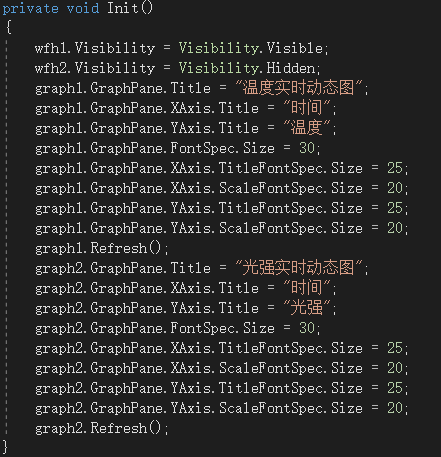 private void Init()
{
wfh1.Visibility = Visibility.Visible;
wfh2.Visibility = Visibility.Hidden;
graph1.GraphPane.Title = "温度实时动态图";
graph1.GraphPane.XAxis.Title = "时间";
graph1.GraphPane.YAxis.Title = "温度";
graph1.GraphPane.FontSpec.Size = 30;
graph1.GraphPane.XAxis.TitleFontSpec.Size = 25;
graph1.GraphPane.XAxis.ScaleFontSpec.Size = 20;
graph1.GraphPane.YAxis.TitleFontSpec.Size = 25;
graph1.GraphPane.YAxis.ScaleFontSpec.Size = 20;
graph1.Refresh();
graph2.GraphPane.Title = "光强实时动态图";
graph2.GraphPane.XAxis.Title = "时间";
graph2.GraphPane.YAxis.Title = "光强";
graph2.GraphPane.FontSpec.Size = 30;
graph2.GraphPane.XAxis.TitleFontSpec.Size = 25;
graph2.GraphPane.XAxis.ScaleFontSpec.Size = 20;
graph2.GraphPane.YAxis.TitleFontSpec.Size = 25;
graph2.GraphPane.YAxis.ScaleFontSpec.Size = 20;
graph2.Refresh();
}